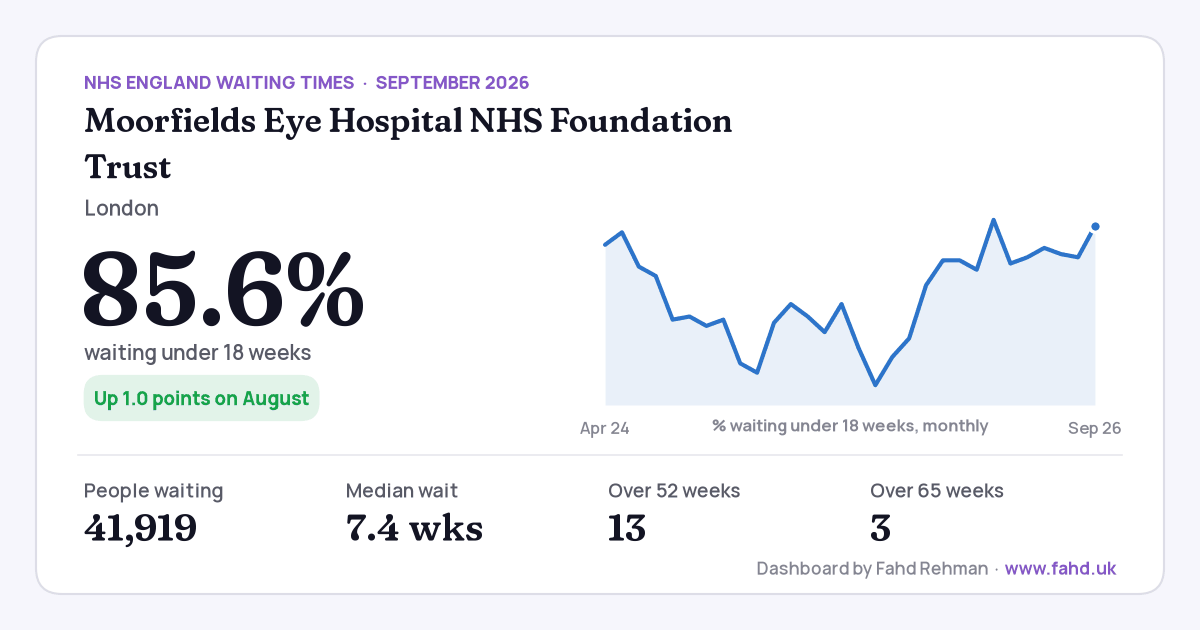 NHS ENGLAND WAITING TIMES · SEPTEMBER 2026
Moorfields Eye Hospital NHS Foundation
Trust
London
85.6%
waiting under 18 weeks
Up 1.0 points on August
Apr 24
% waiting under 18 weeks, monthly
Sep 26
People waiting
41,919
Median wait
7.4 wks
Over 52 weeks
13
Over 65 weeks
3
Dashboard by Fahd Rehman · www.fahd.uk